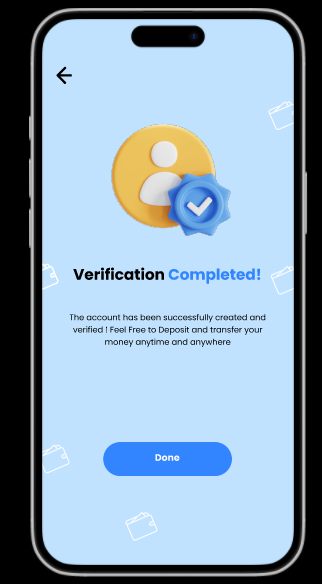 Verification Completed!
The account has been successfully created and
verified ! Feel Free to Deposit and transfer your
money anytime and anywhere
Done